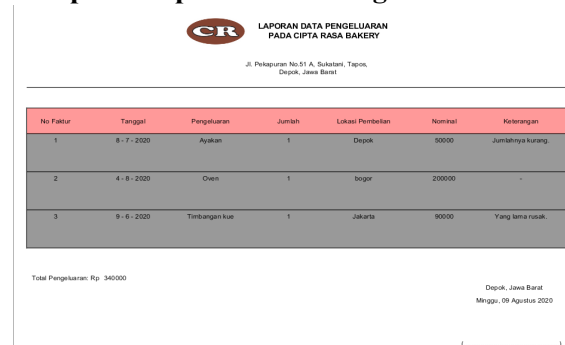 CR
LAPORAN DATA PENGELUARAN
PADA CIPTA RASA BAKERY
Jl. Pekapuran No.51 A, Sukatani, Tapos,
Depok, Jawa Barat
No Faktur Tanggal Pengeluaran Jumlah Lokasi Pembelian Nominal Keterangan
1 8 - 7 - 2020 Ayakan 1 Depok 50000 Jumlahnya kurang.
2 4 - 8 - 2020 Oven 1 bogor 200000 -
3 9 - 6 - 2020 Timbangan kue 1 Jakarta 90000 Yang lama rusak.
Total Pengeluaran: Rp 340000
Depok, Jawa Barat
Minggu, 09 Agustus 2020